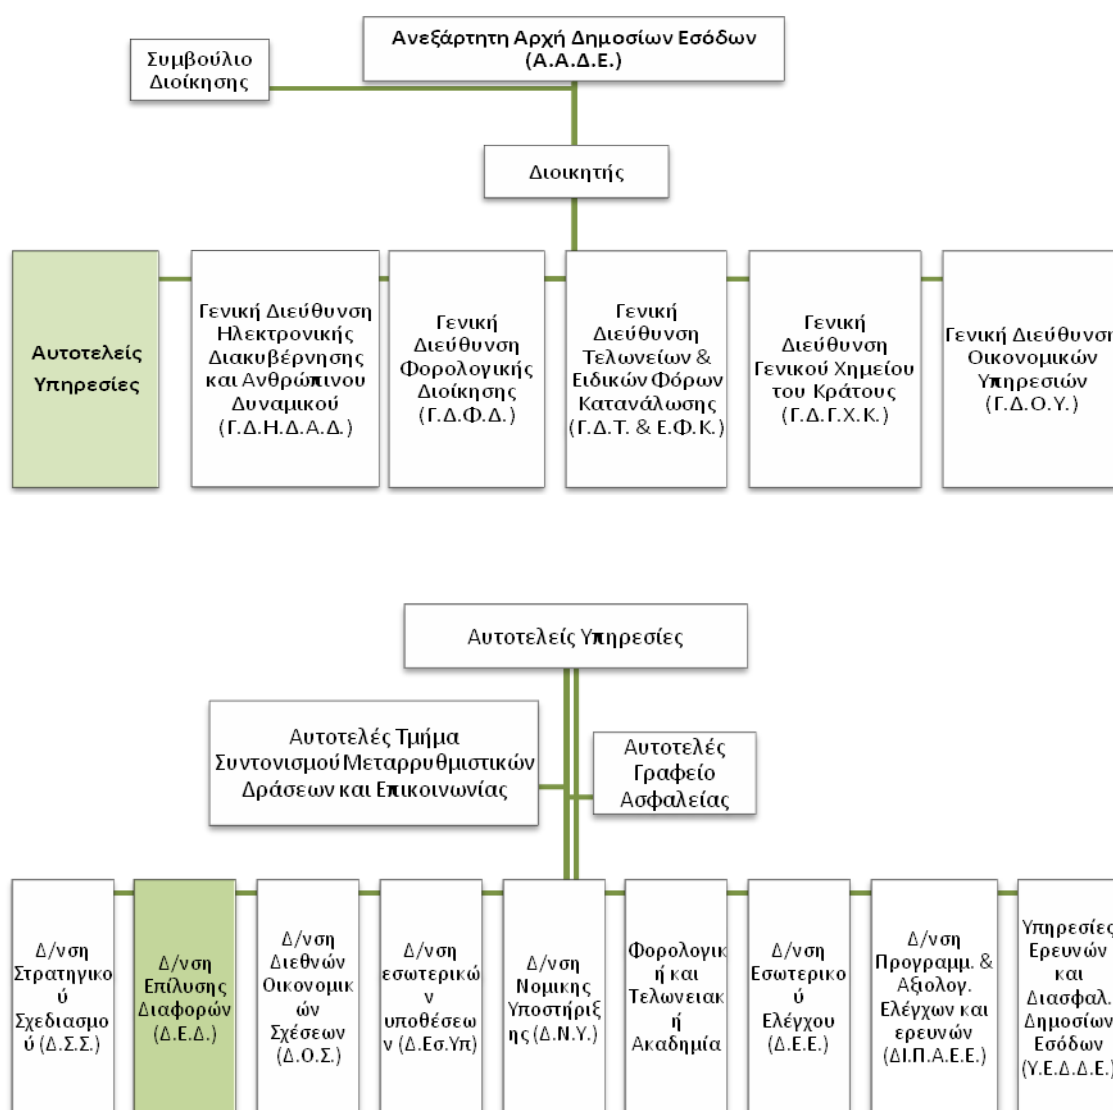 Ανεξάρτητη Αρχή Δημοσίων Εσόδων
(Α.Α.Δ.Ε.)
Συμβούλιο
Διοίκησης
Διοικητής
Αυτοτελείς
Υπηρεσίες
Γενική Διεύθυνση
Ηλεκτρονικής
Διακυβέρνησης
και Ανθρώπινου
Δυναμικού
(Γ.Δ.Η.Δ.Α.Δ.)
Γενική
Διεύθυνση
Φορολογικής
Διοίκησης
(Γ.Δ.Φ.Δ.)
Γενική
Διεύθυνση
Τελωνείων &
Ειδικών Φόρων
Κατανάλωσης
(Γ.Δ.Τ. & Ε.Φ.Κ.)
Γενική
Διεύθυνση
Γενικού Χημείου
του Κράτους
(Γ.Δ.Γ.Χ.Κ.)
Γενική Διεύθυνση
Οικονομικών
Υπηρεσιών
(Γ.Δ.Ο.Υ.)
Αυτοτελείς Υπηρεσίες
Αυτοτελές Τμήμα
Συντονισμού Μεταρρυθμιστικών
Δράσεων και Επικοινωνίας
Αυτοτελές
Γραφείο
Ασφαλείας
Δ/νση
Στρατηγικο
ύ
Σχεδιασμο
ύ (Δ.Σ.Σ.)
Δ/νση
Επίλυσης
Διαφορών
(Δ.Ε.Δ.)
Δ/νση
Διεθνών
Οικονομικ
ών
Σχέσεων
(Δ.Ο.Σ.)
Δ/νση
εσωτερικώ
ν
υποθέσεω
ν (Δ.Εσ.Υπ)
Δ/νση
Νομικης
Υποστήριξ
ης (Δ.Ν.Υ.)
Φορολογικ
ή και
Τελωνειακ
ή
Ακαδημία
Δ/νση
Εσωτερικο
ύ
Ελέγχου
(Δ.Ε.Ε.)
Δ/νση
Προγραμμ. &
Αξιολογ.
Ελέγχων και
ερευνών
(ΔΙ.Π.Α.Ε.Ε.)
Υπηρεσίες
Ερευνών
και
Διασφαλ.
Δημοσίων
Εσόδων
(Υ.Ε.Δ.Δ.Ε.)